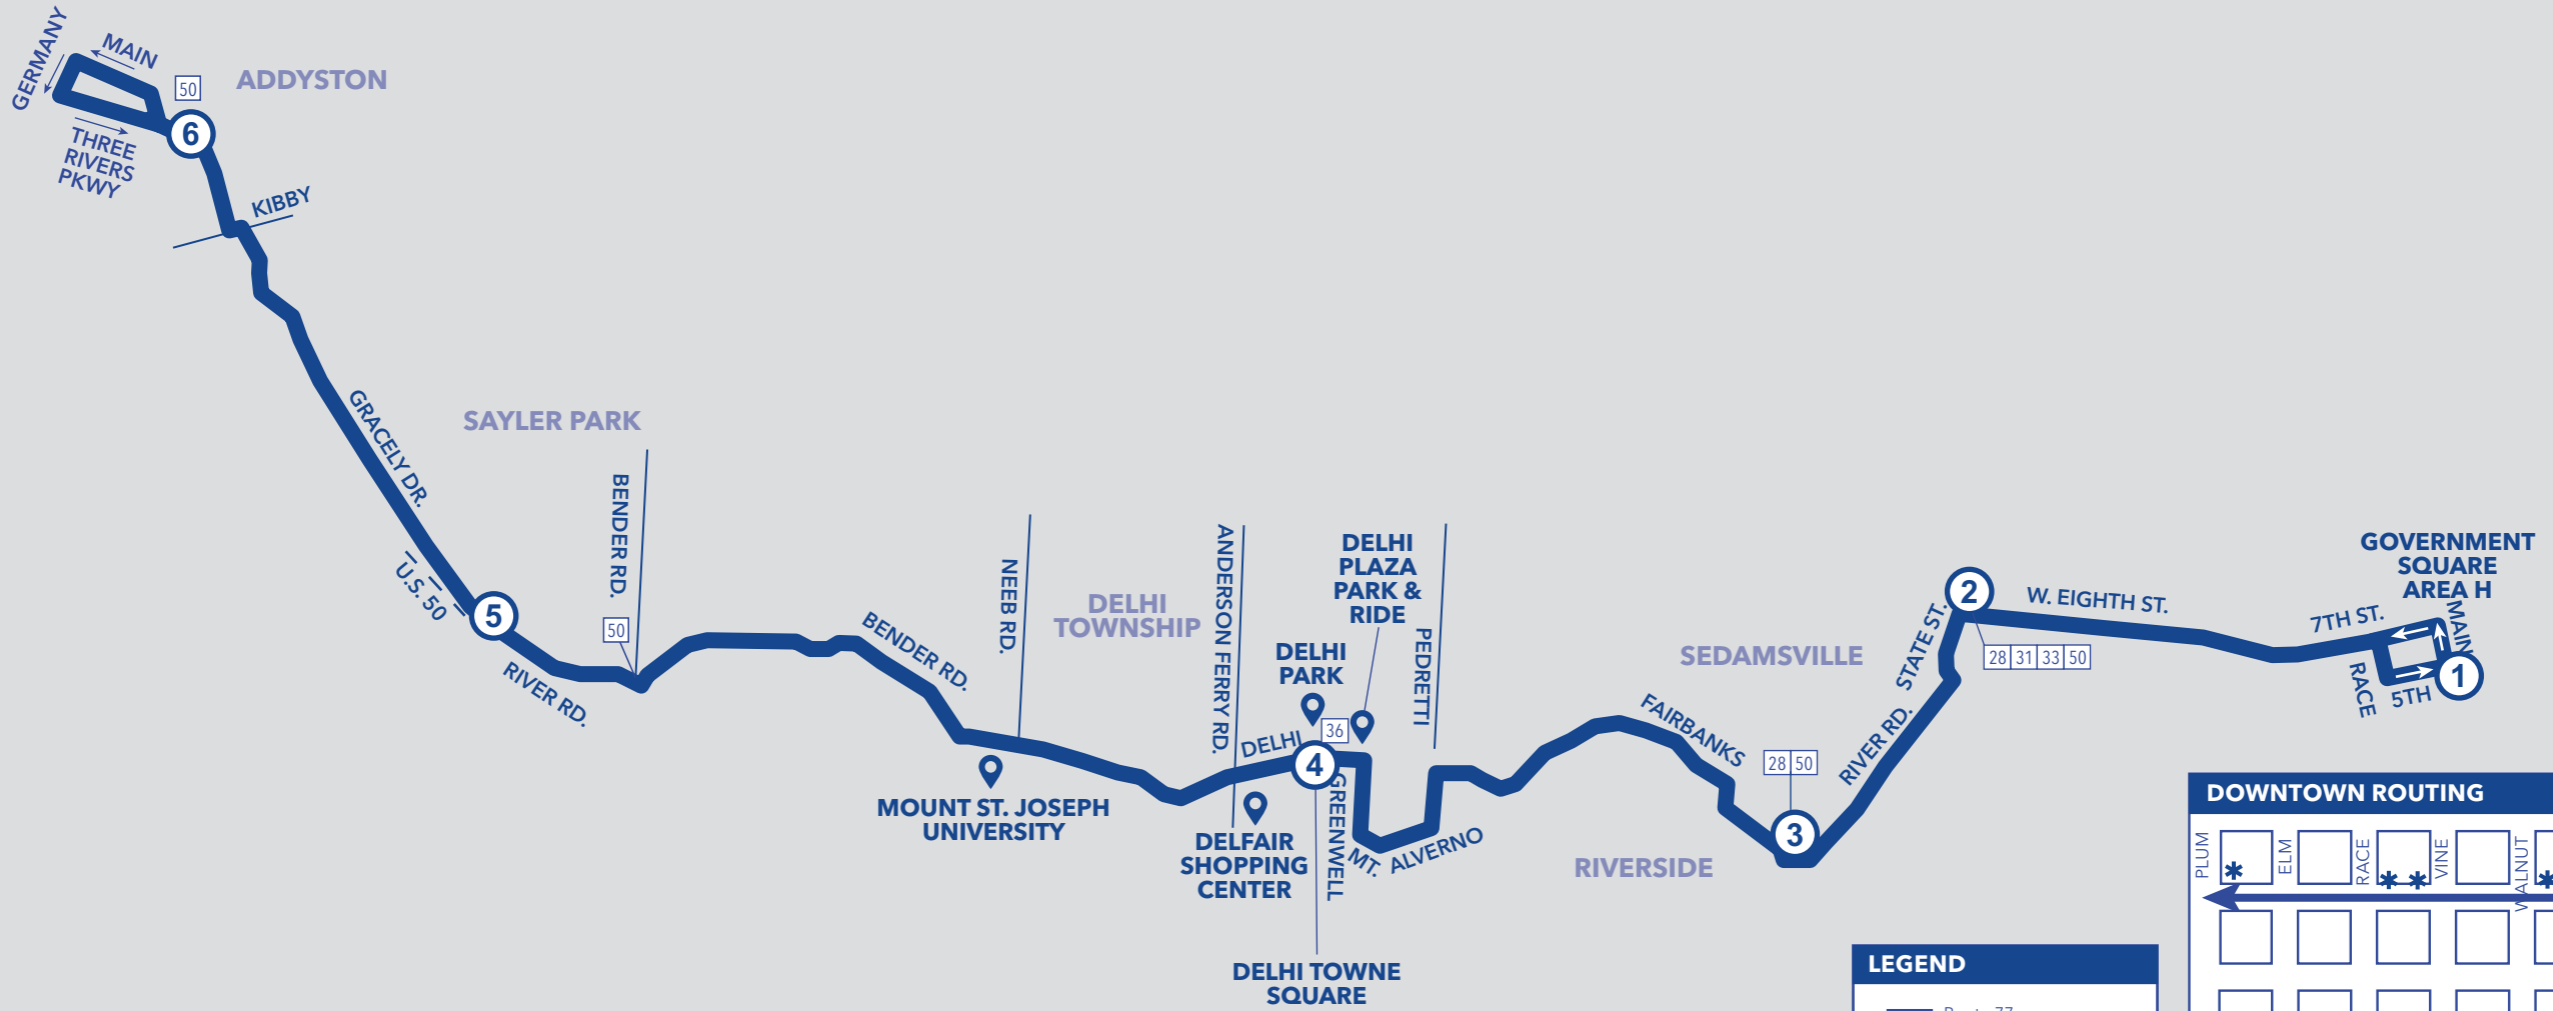 GERMANY
MAIN
50
ADDYSTON
6
THREE
RIVERS
PKWY
KIBBY
GRACELY DR.
SAYLER PARK
U.S. 50
5
RIVER RD.
BENDER RD.
50
BENDER RD.
NEEB RD.
MOUNT ST. JOSEPH
UNIVERSITY
DELHI
TOWNSHIP
ANDERSON FERRY RD.
DELFAIR
SHOPPING
CENTER
DELHI
4
DELHI
PARK
36
DELHI
PLAZA
PARK &
RIDE
GREENWELL
DELHI TOWNE
SQUARE
PEDRETTI
MT. ALVERNO
FAIRBANKS
RIVERSIDE
SEDAMSVILLE
28 50
3
RIVER RD.
STATE ST.
2
28 31 33 50
W. EIGHTH ST.
7TH ST.
GOVERNMENT
SQUARE
AREA H
MAIN
RACE
5TH
1
DOWNTOWN ROUTING
PLUM
*
ELM
RACE
* *
VINE
WALNUT
*
LEGEND